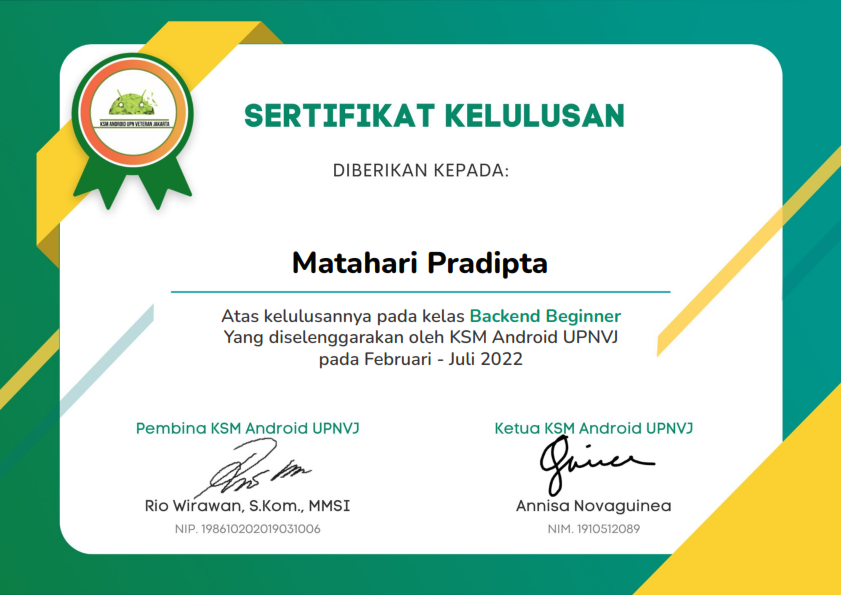 KSM ANDROID UPN VETERAN JAKARTA
SERTIFIKAT KELULUSAN
DIBERIKAN KEPADA:
Matahari Pradipta
Atas kelulusannya pada kelas Backend Beginner
Yang diselenggarakan oleh KSM Android UPNVJ
pada Februari - Juli 2022
Pembina KSM Android UPNVJ
Ketua KSM Android UPNVJ
Rio Wirawan, S.Kom., MMSI
Annisa Novaguinea
NIP. 198610202019031006
NIM. 1910512089